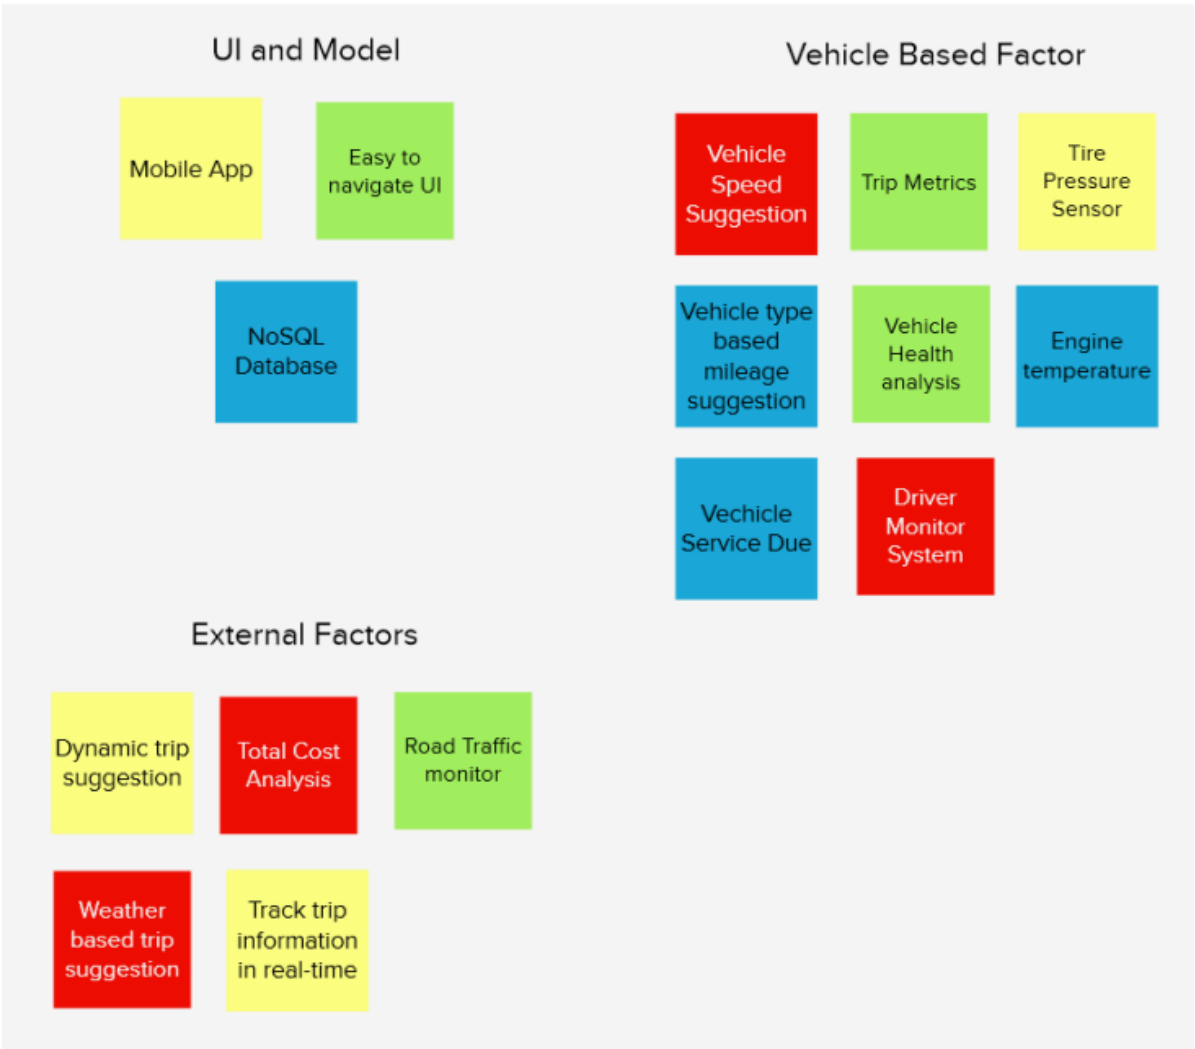 UI and Model
Mobile App
Easy to
navigate UI
NoSQL
Database
Vehicle Based Factor
Vehicle
Speed
Suggestion
Trip Metrics
Tire
Pressure
Sensor
Vehicle type
based
mileage
suggestion
Vehicle
Health
analysis
Engine
temperature
Vechicle
Service Due
Driver
Monitor
System
External Factors
Dynamic trip
suggestion
Total Cost
Analysis
Road Traffic
monitor
Weather
based trip
suggestion
Track trip
information
in real-time